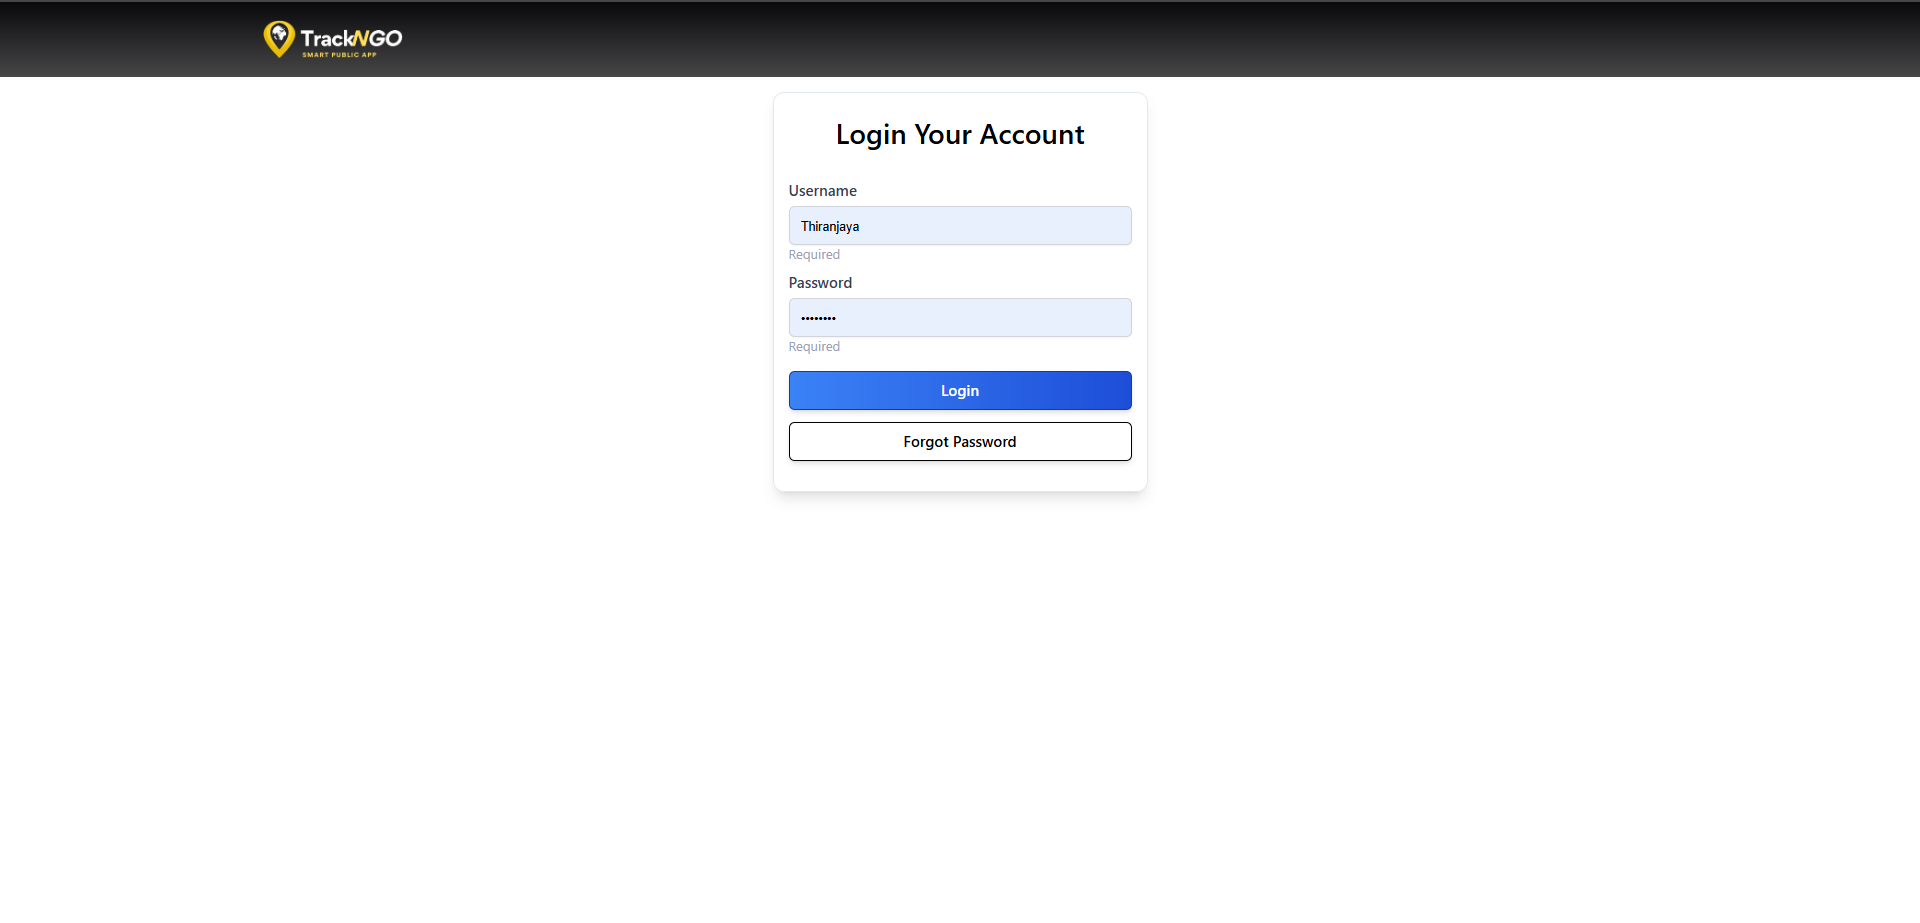 TrackNGO
SMART PUBLIC APP
Login Your Account
Username
Thiranjaya
Required
Password
••••••••
Required
Login
Forgot Password